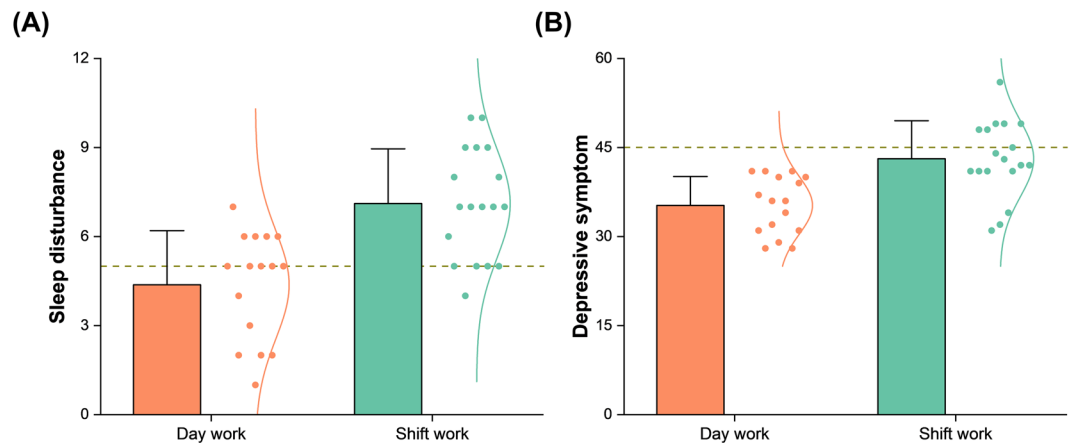 (A)
12
9
6
3
0
Sleep disturbance
Day work
Shift work
(B)
60
45
30
15
0
Depressive symptom
Day work
Shift work